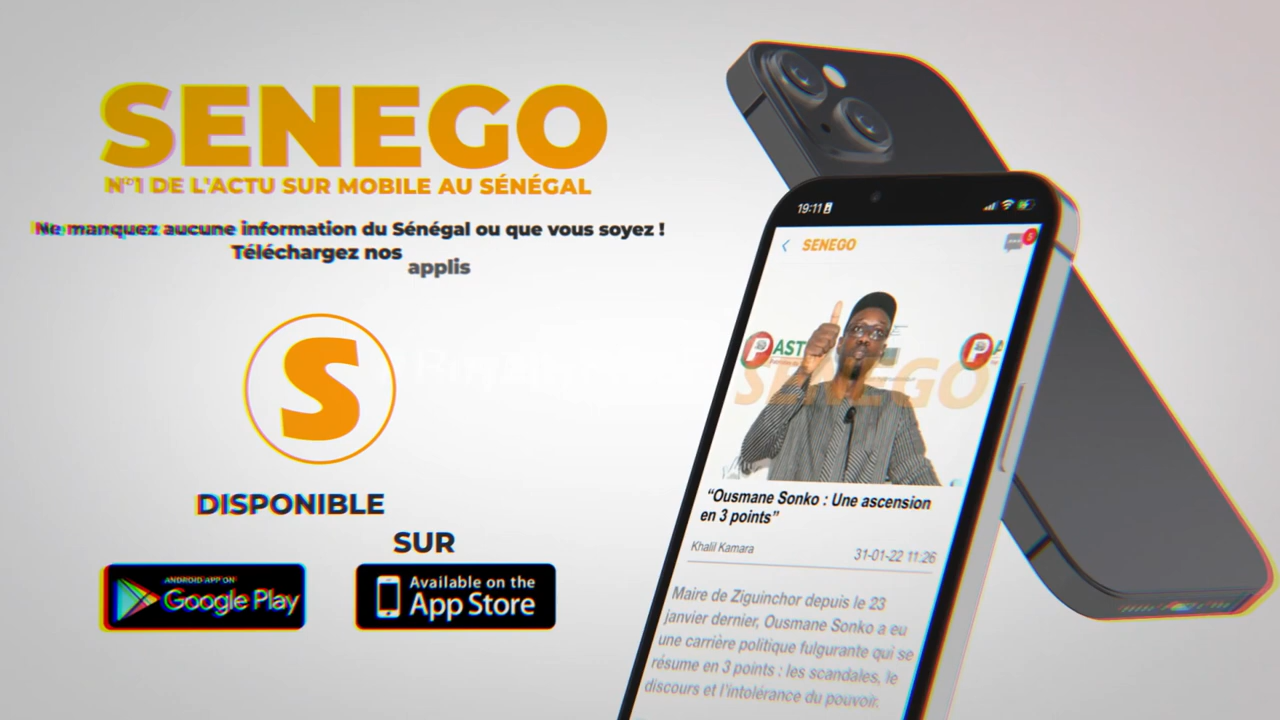 SENEGO
N°1 DE L'ACTU SUR MOBILE AU SÉNÉGAL
Ne manquez aucune information du Sénégal ou que vous soyez !
Téléchargez nos applis
S
DISPONIBLE
SUR
ANDROID APP ON
Google Play
Available on the
App Store
19:11
SENEGO
5
PAST
P
SENEGO
“Ousmane Sonko : Une ascension
en 3 points”
Khalil Kamara
31-01-22 11:26
Maire de Ziguinchor depuis le 23
janvier dernier, Ousmane Sonko a eu
une carrière politique fulgurante qui se
résume en 3 points : les scandales, le
discours et l'intolérance du pouvoir.